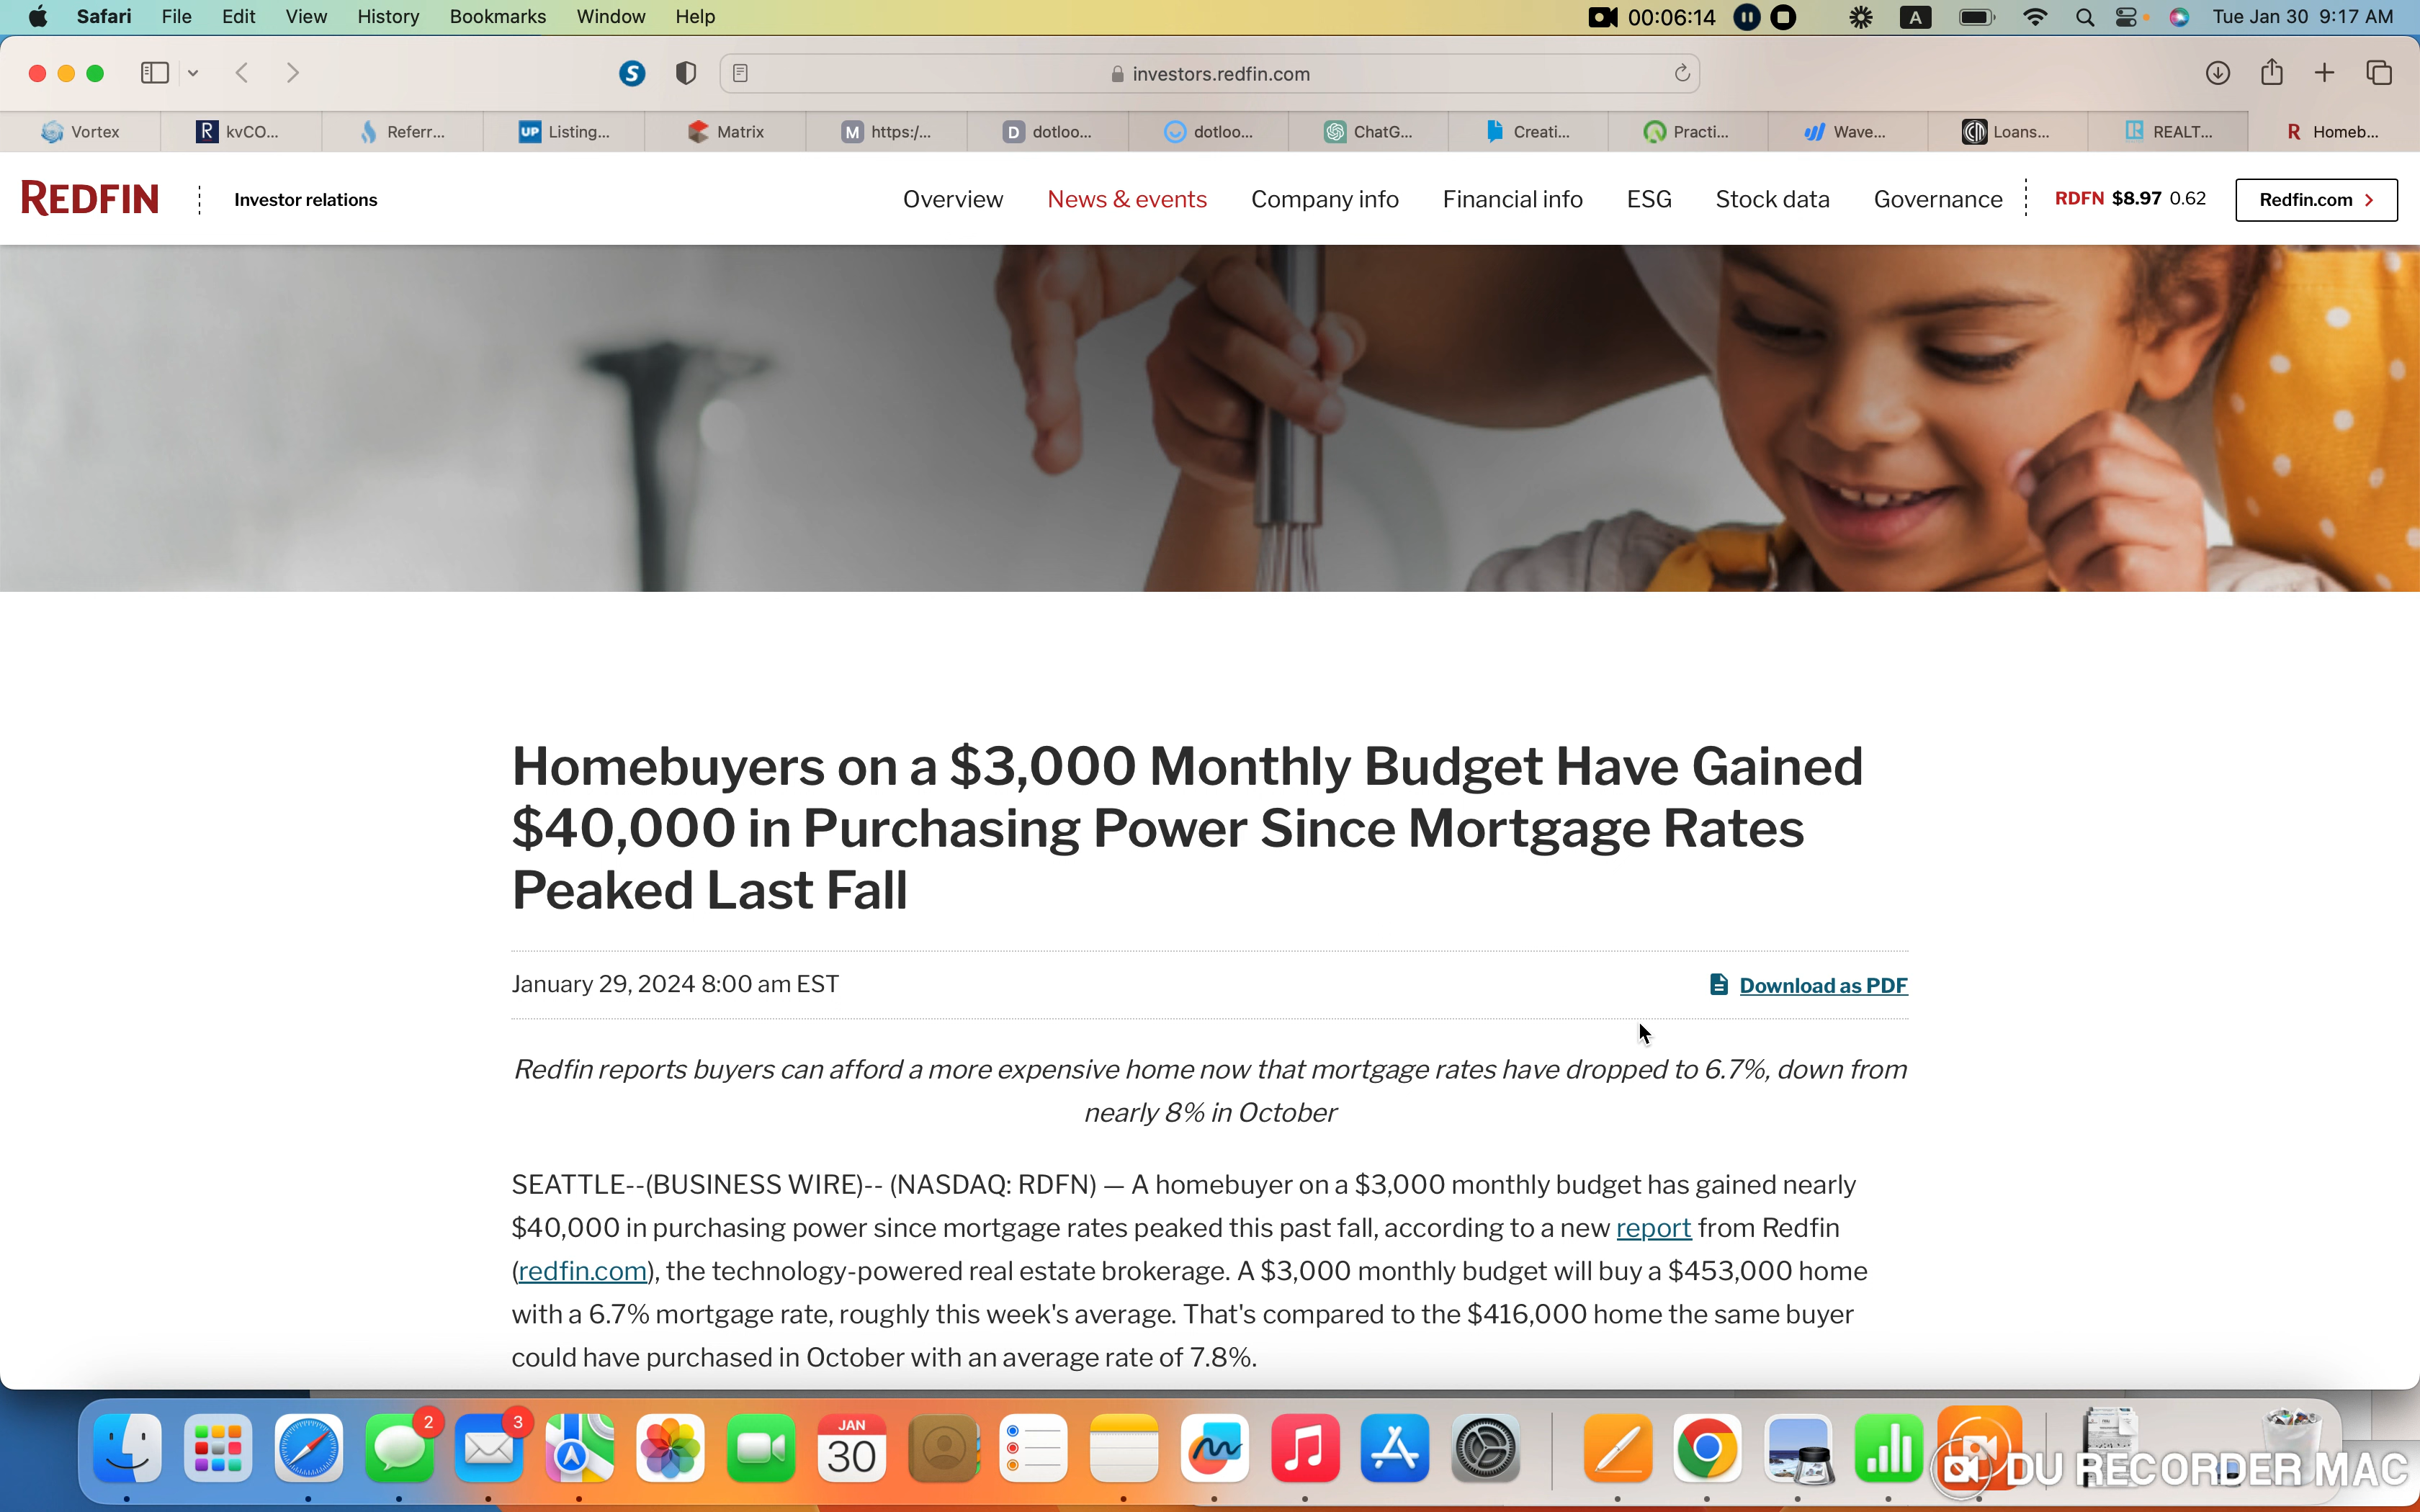 Safari File Edit View History Bookmarks Window Help 00:06:14 A Tue Jan 30 9:17 AM
S investors.redfin.com
Vortex R kvCO... Referr... UP Listing... Matrix M https:/... D dotloo... dotloo... ChatG... Creati... Practi... Wave... Loans... R REALT... R Homeb...
REDFIN Investor relations Overview News & events Company info Financial info ESG Stock data Governance RDFN $8.97 0.62 Redfin.com
Homebuyers on a $3,000 Monthly Budget Have Gained
$40,000 in Purchasing Power Since Mortgage Rates
Peaked Last Fall
January 29, 2024 8:00 am EST Download as PDF
Redfin reports buyers can afford a more expensive home now that mortgage rates have dropped to 6.7%, down from
nearly 8% in October
SEATTLE--(BUSINESS WIRE)-- (NASDAQ: RDFN) — A homebuyer on a $3,000 monthly budget has gained nearly
$40,000 in purchasing power since mortgage rates peaked this past fall, according to a new report from Redfin
(redfin.com), the technology-powered real estate brokerage. A $3,000 monthly budget will buy a $453,000 home
with a 6.7% mortgage rate, roughly this week's average. That's compared to the $416,000 home the same buyer
could have purchased in October with an average rate of 7.8%.
2 3 JAN
30
DU RECORDER MAC